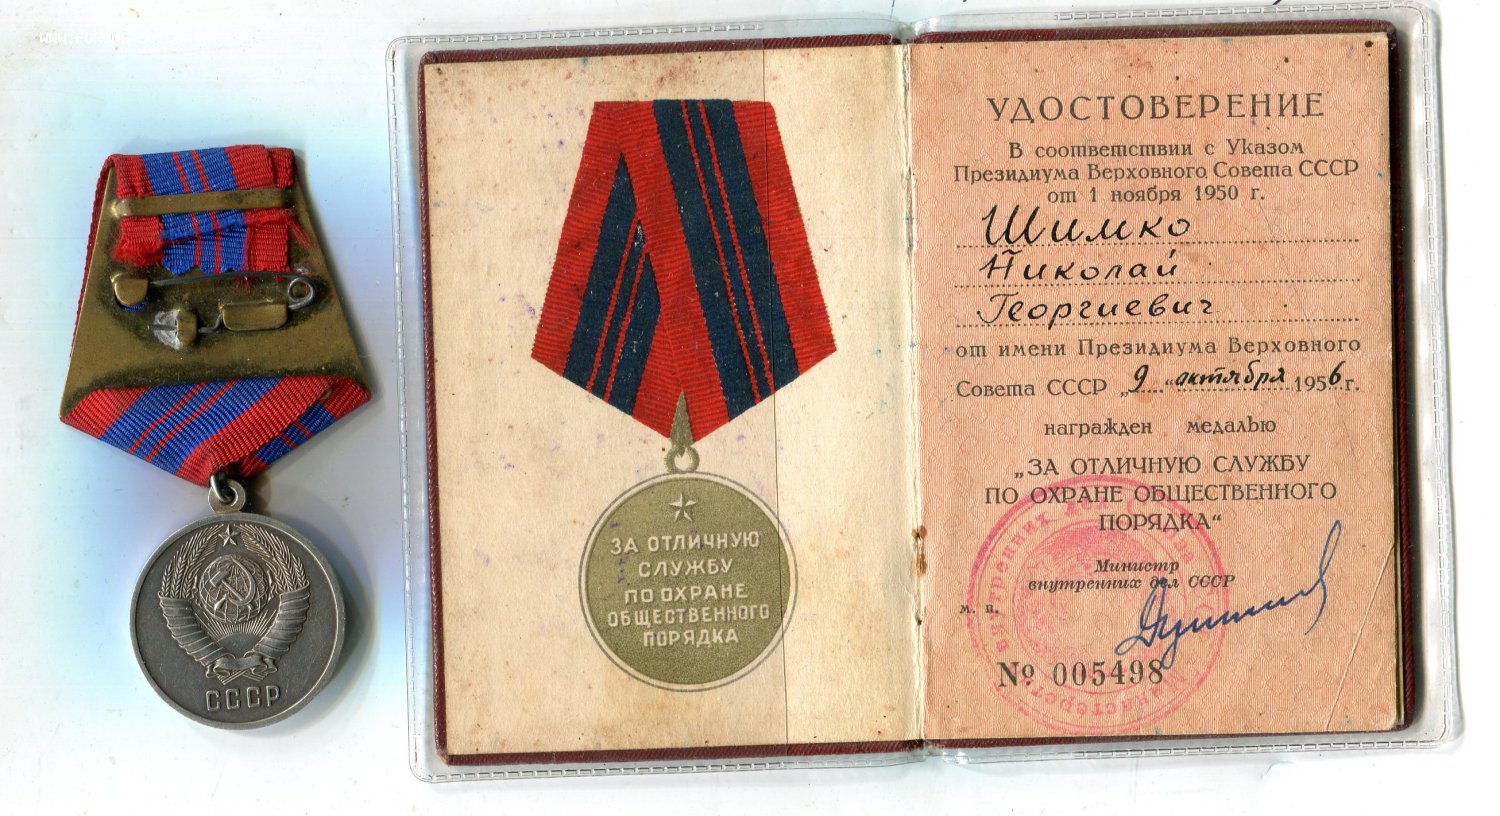 СССР
ЗА ОТЛИЧНУЮ
СЛУЖБУ
ПО ОХРАНЕ
ОБЩЕСТВЕННОГО
ПОРЯДКА
УДОСТОВЕРЕНИЕ
В соответствии с Указом
Президиума Верховного Совета СССР
от 1 ноября 1950 г.
Шимко
Николай
Георгиевич
от имени Президиума Верховного
Совета СССР „9“ октября 1956 г.
награжден медалью
„ЗА ОТЛИЧНУЮ СЛУЖБУ
ПО ОХРАНЕ ОБЩЕСТВЕННОГО
ПОРЯДКА“
Министр
внутренних дел СССР
м. п.
№ 005498
внутренних дел